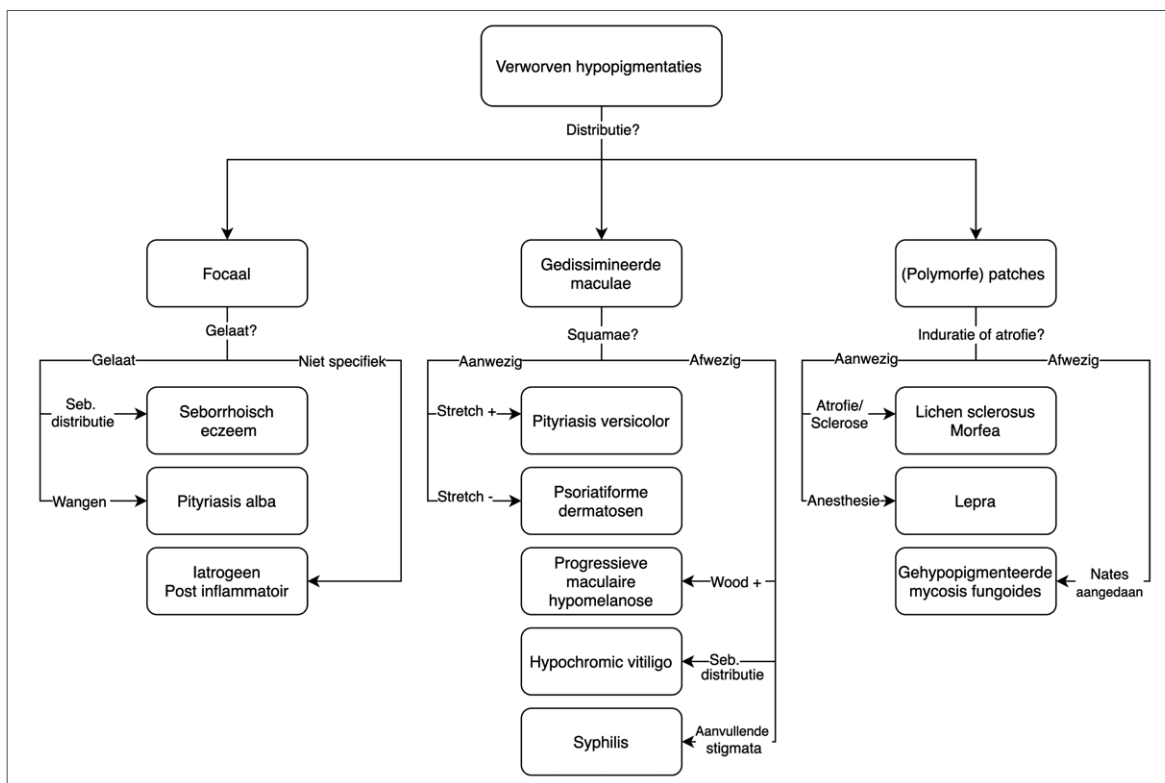 Verworven hypopigmentaties
Distributie?
Focaal
Gelaat?
Gelaat
Niet specifiek
Seb.
distributie
Seborrhoisch
eczeem
Wangen
Pityriasis alba
Iatrogeen
Post inflammatoir
Gedissimineerde
maculae
Squamae?
Aanwezig
Afwezig
Stretch +
Pityriasis versicolor
Stretch -
Psoriatiforme
dermatosen
Progressieve
maculaire
hypomelanose
Wood +
Hypochromic vitiligo
Seb.
distributie
Syphilis
Aanvullende
stigmata
(Polymorfe) patches
Induratie of atrofie?
Aanwezig
Afwezig
Atrofie/
Sclerose
Lichen sclerosus
Morfea
Anesthesie
Lepra
Gehypopigmenteerde
mycosis fungoides
Nates
aangedaan